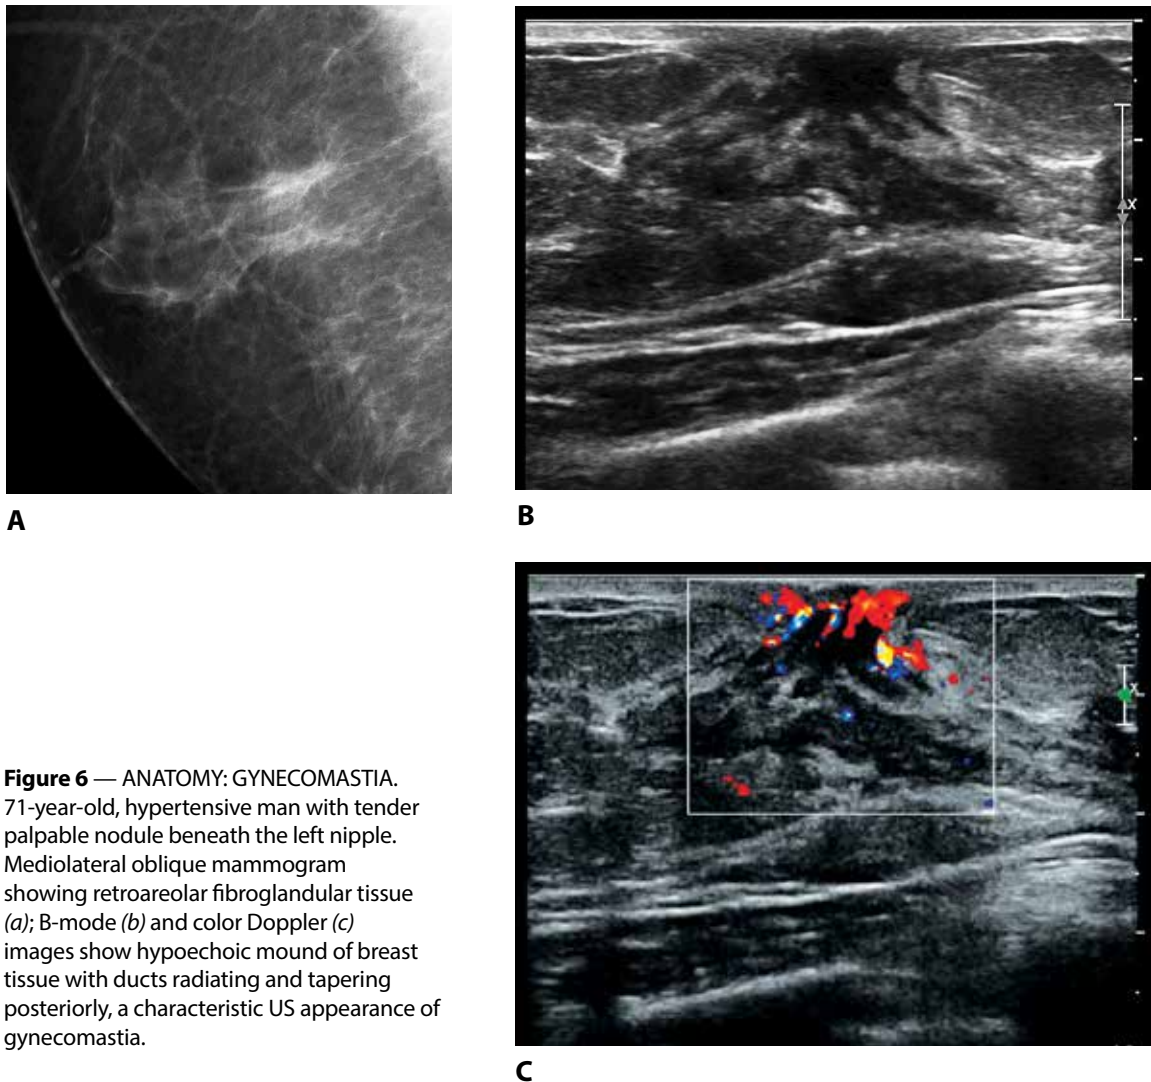 A
B
x
Figure 6 — ANATOMY: GYNECOMASTIA.
71-year-old, hypertensive man with tender
palpable nodule beneath the left nipple.
Mediolateral oblique mammogram
showing retroareolar fibroglandular tissue
(a); B-mode (b) and color Doppler (c)
images show hypoechoic mound of breast
tissue with ducts radiating and tapering
posteriorly, a characteristic US appearance of
gynecomastia.
x
C